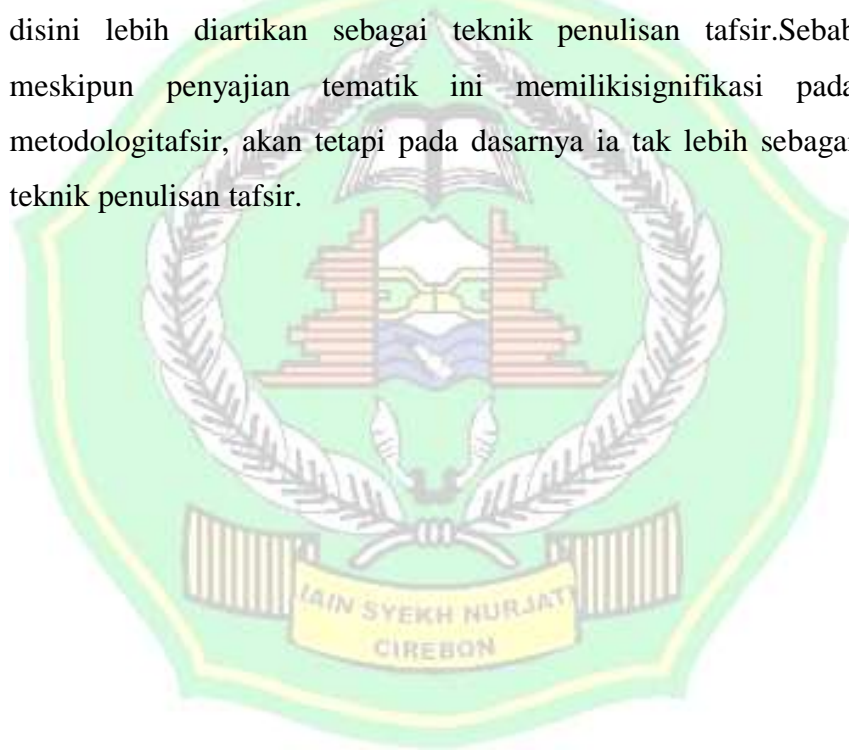 disini lebih diartikan sebagai teknik penulisan tafsir.Sebab
meskipun penyajian tematik ini memilikisignifikasi pada
metodologitafsir, akan tetapi pada dasarnya ia tak lebih sebagai
teknik penulisan tafsir.
IAIN SYEKH NURJATI
CIREBON